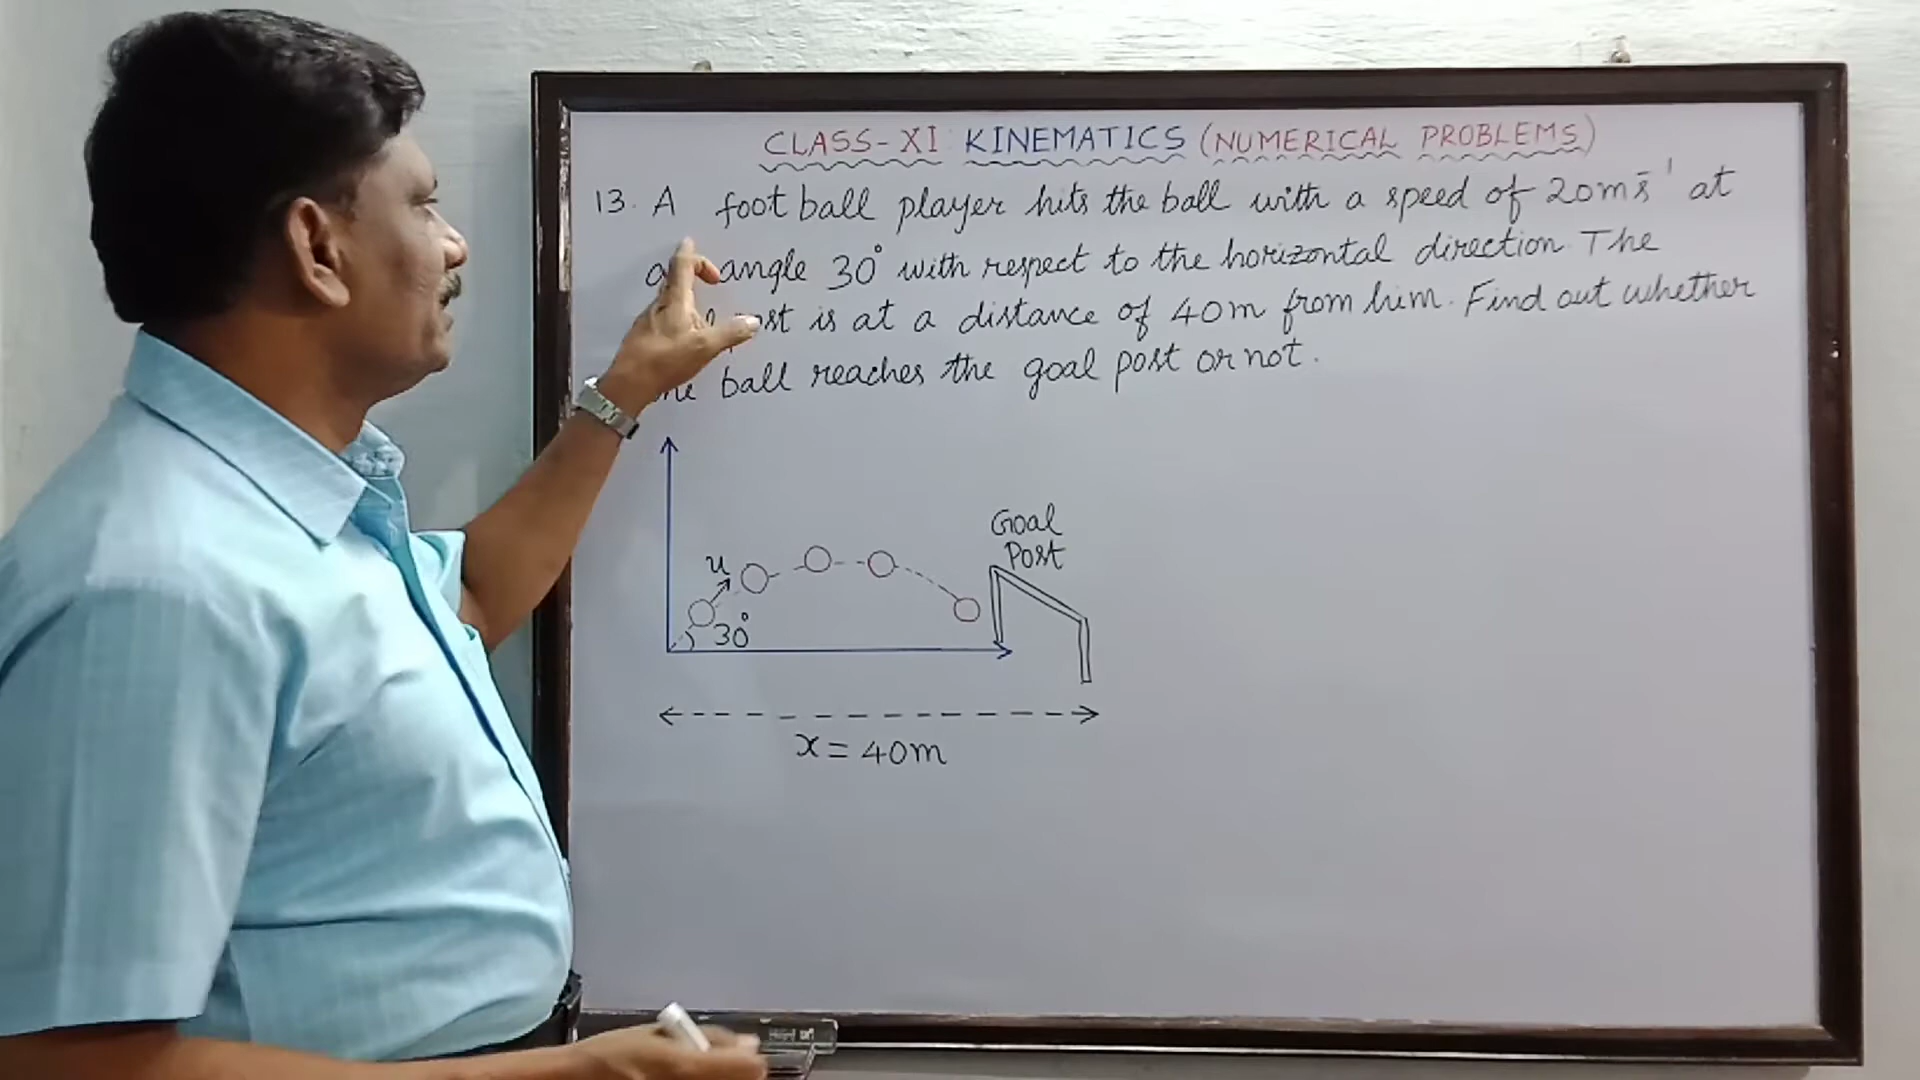 CLASS-XI KINEMATICS (NUMERICAL PROBLEMS)
13. A foot ball player hits the ball with a speed of 20ms⁻¹ at
angle 30° with respect to the horizontal direction. The
post is at a distance of 40m from him. Find out whether
ball reaches the goal post or not.
Goal
Post
u
30°
x = 40m